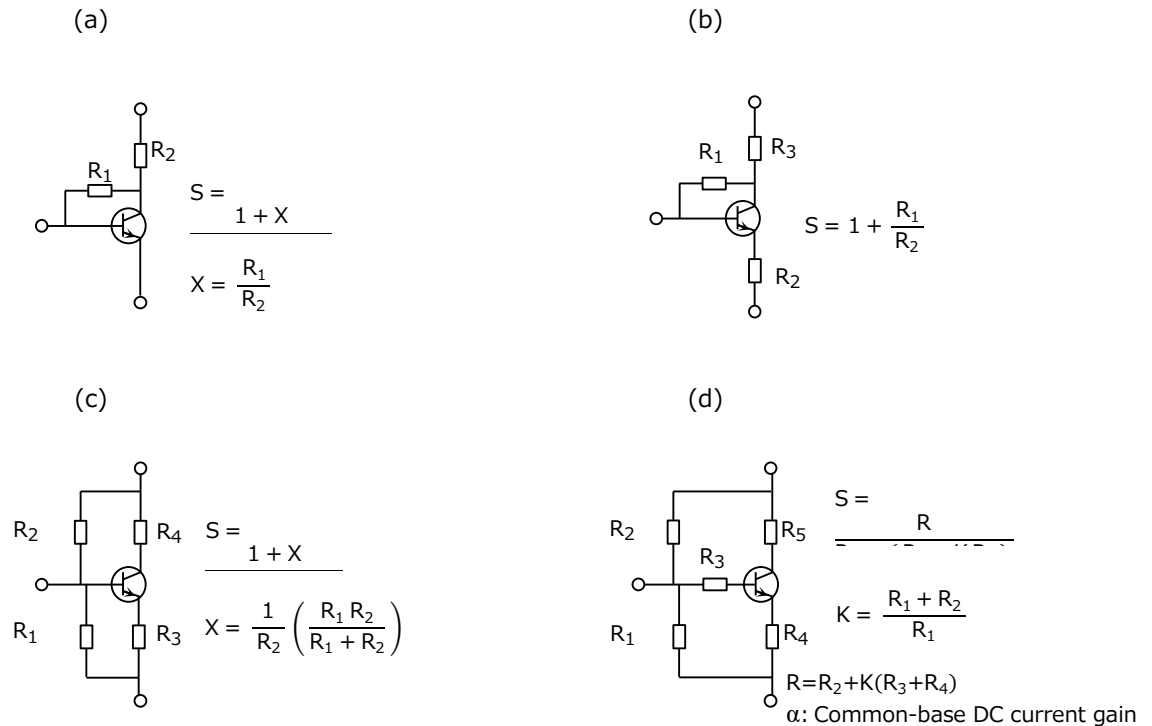 (a)
R2
R1
S =
1 + X
X = R1 / R2
(b)
R1
R3
R2
S = 1 + R1 / R2
(c)
R2
R4
R1
R3
S =
1 + X
X = 1 / R2 ( R1 R2 / R1 + R2 )
(d)
R2
R5
R3
R1
R4
S =
R
K = R1 + R2 / R1
R=R2+K(R3+R4)
α: Common-base DC current gain